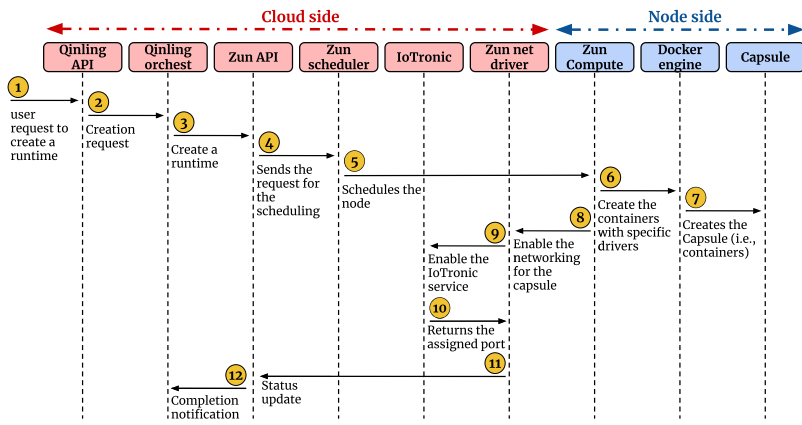 Cloud side
Node side
Qinling
API
Qinling
orchest
Zun API
Zun
scheduler
IoTronic
Zun net
driver
Zun
Compute
Docker
engine
Capsule
1
user
request to
create a
runtime
2
Creation
request
3
Create a
runtime
4
Sends the
request for
the
scheduling
5
Schedules the
node
6
Create the
containers
with specific
drivers
7
Creates the
Capsule (i.e.,
containers)
8
Enable the
networking
for the
capsule
9
Enable the
IoTronic
service
10
Returns the
assigned port
11
Status
update
12
Completion
notification